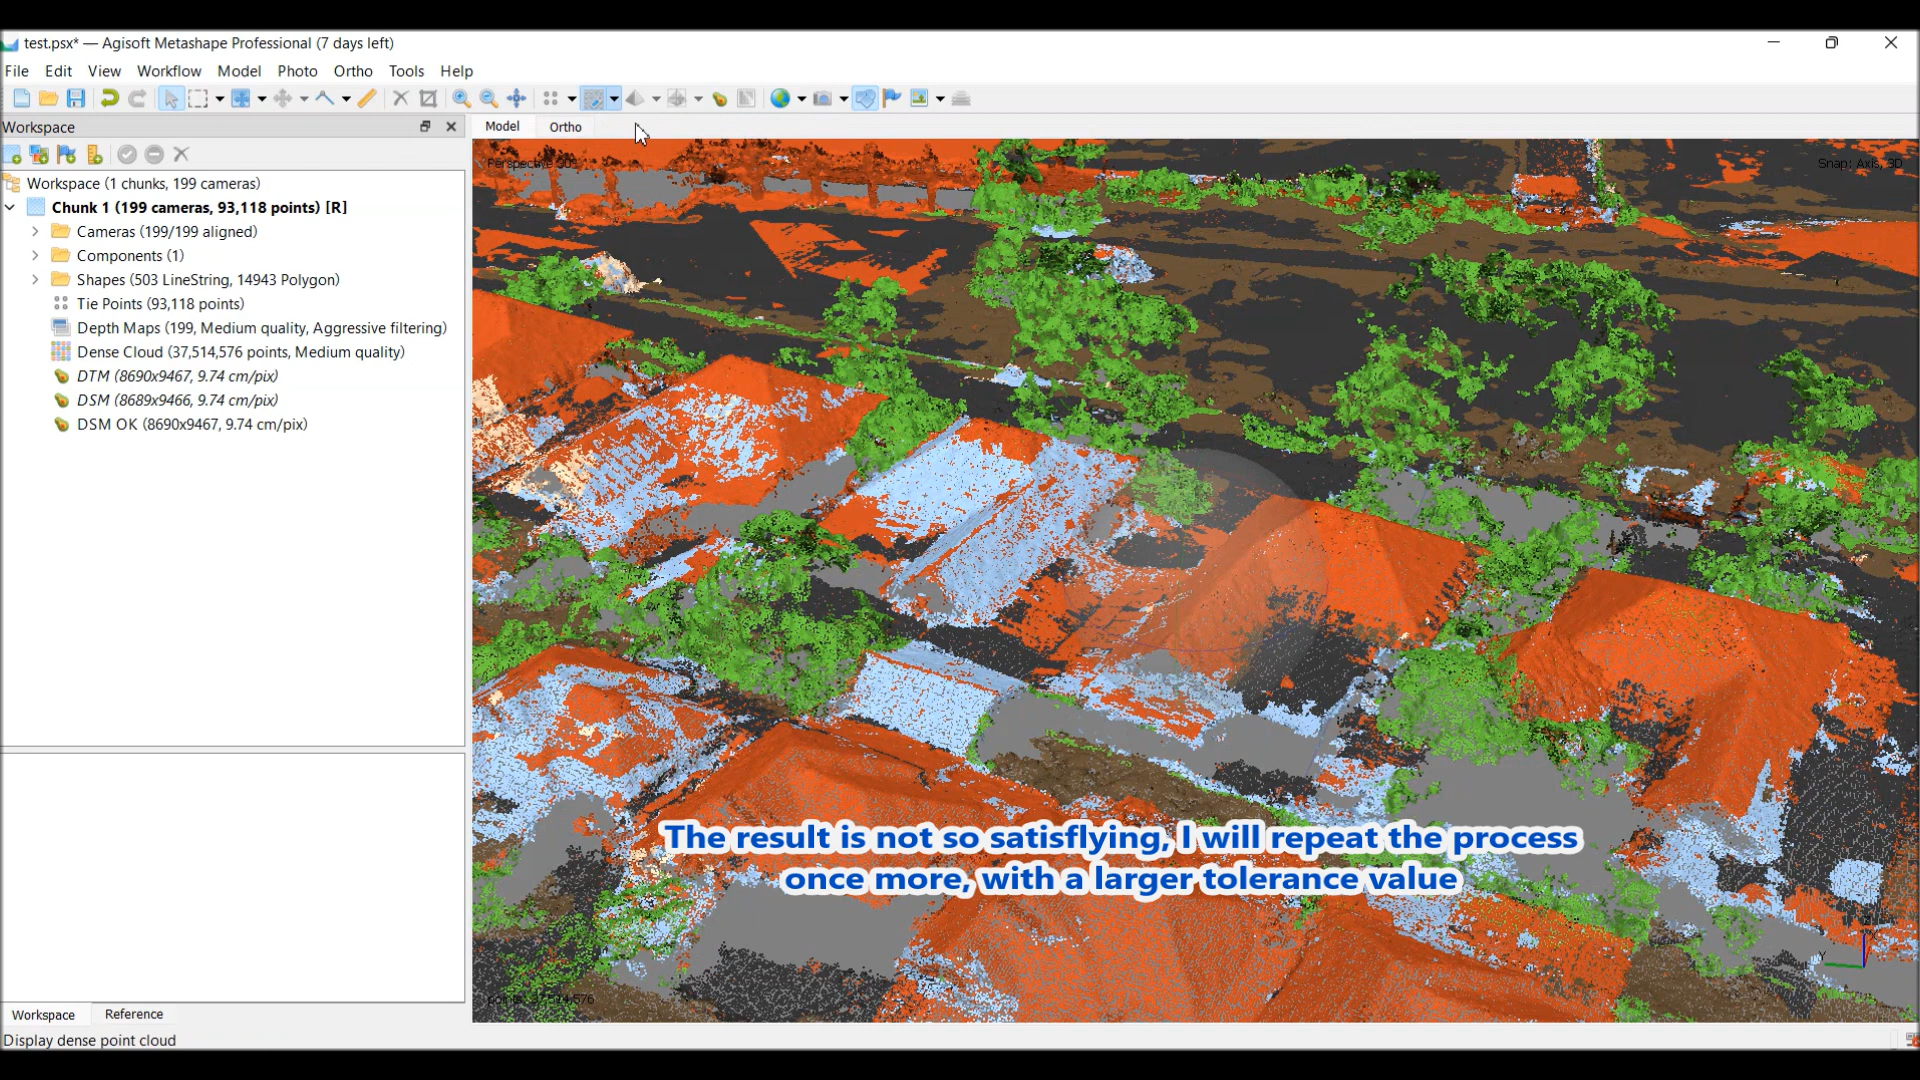 test.psx* — Agisoft Metashape Professional (7 days left)
File Edit View Workflow Model Photo Ortho Tools Help
Workspace
Model Ortho
Perspective 30°
Snap: Axis, 3D
Workspace (1 chunks, 199 cameras)
Chunk 1 (199 cameras, 93,118 points) [R]
Cameras (199/199 aligned)
Components (1)
Shapes (503 LineString, 14943 Polygon)
Tie Points (93,118 points)
Depth Maps (199, Medium quality, Aggressive filtering)
Dense Cloud (37,514,576 points, Medium quality)
DTM (8690x9467, 9.74 cm/pix)
DSM (8689x9466, 9.74 cm/pix)
DSM OK (8690x9467, 9.74 cm/pix)
The result is not so satisflying, I will repeat the process
once more, with a larger tolerance value
Y
points: 37,514,576
Workspace Reference
Display dense point cloud